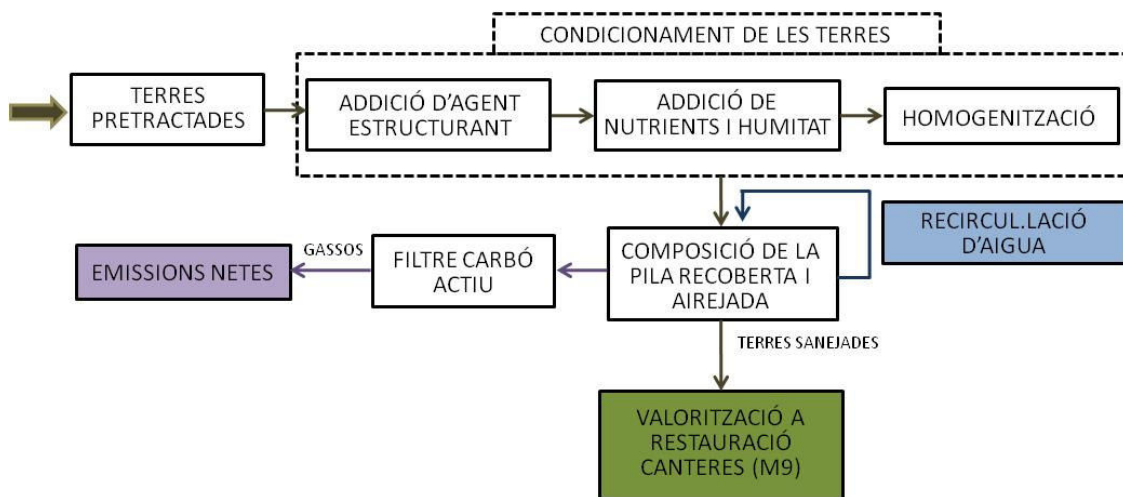 CONDICIONAMENT DE LES TERRES
TERRES
PRETRACTADES
ADDICIÓ D'AGENT
ESTRUCTURANT
ADDICIÓ DE
NUTRIENTS I HUMITAT
HOMOGENITZACIÓ
RECIRCUL.LACIÓ
D'AIGUA
COMPOSICIÓ DE LA
PILA RECOBERTA I
AIREJADA
FILTRE CARBÓ
ACTIU
GASSOS
EMISSIONS NETES
TERRES SANEJADES
VALORITZACIÓ A
RESTAURACIÓ
CANTERES (M9)